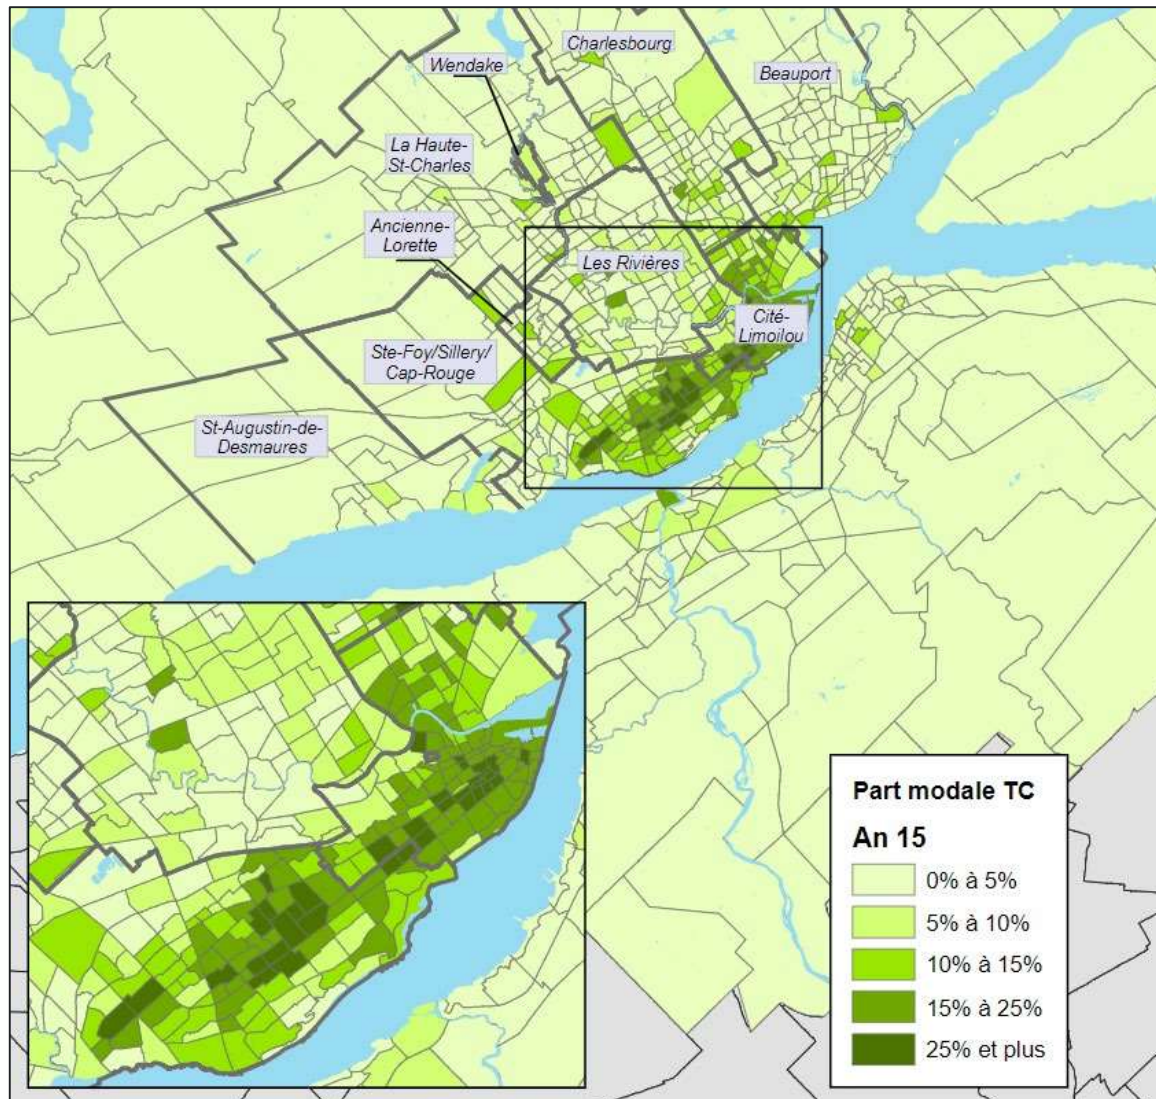 Charlesbourg
Wendake
Beauport
La Haute-
St-Charles
Ancienne-
Lorette
Les Rivières
Cité-
Limoilou
Ste-Foy/Sillery/
Cap-Rouge
St-Augustin-de-
Desmaures
Part modale TC
An 15
0% à 5%
5% à 10%
10% à 15%
15% à 25%
25% et plus